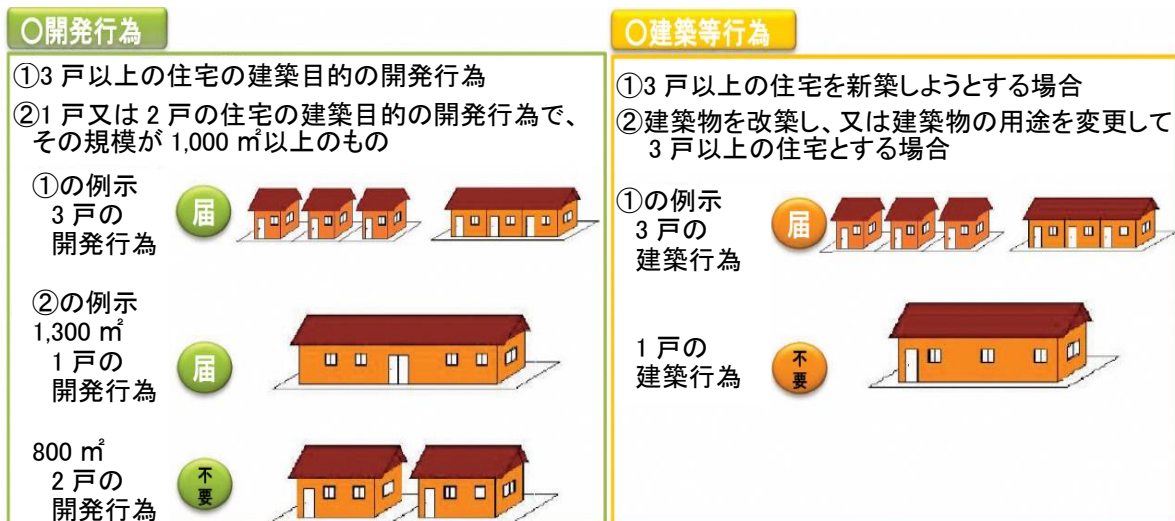 〇開発行為
①3 戸以上の住宅の建築目的の開発行為
②1 戸又は 2 戸の住宅の建築目的の開発行為で、
その規模が 1,000 ㎡以上のもの
①の例示
3 戸の
開発行為
届
②の例示
1,300 ㎡
1 戸の
開発行為
届
800 ㎡
2 戸の
開発行為
不要
〇建築等行為
①3 戸以上の住宅を新築しようとする場合
②建築物を改築し、又は建築物の用途を変更して
3 戸以上の住宅とする場合
①の例示
3 戸の
建築行為
届
1 戸の
建築行為
不要